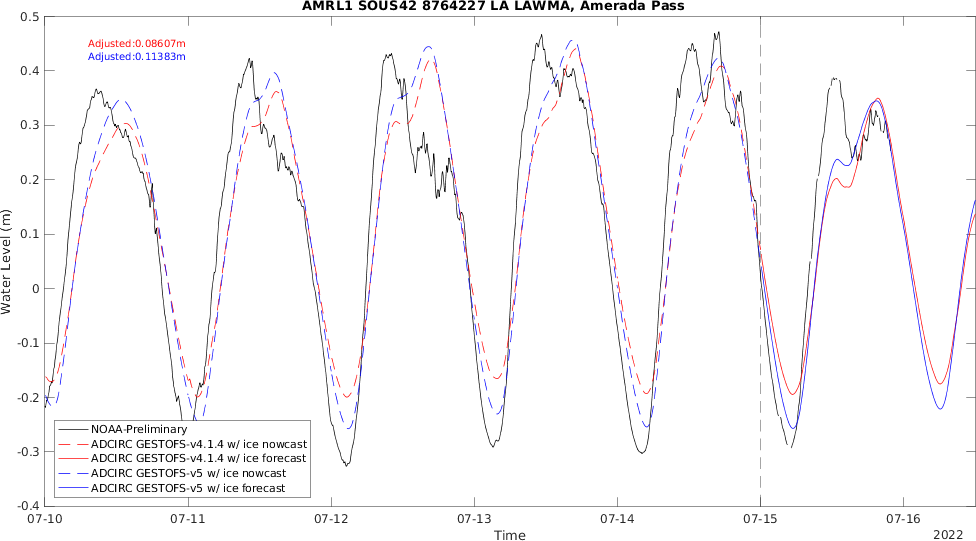 AMRL1 SOUS42 8764227 LA LAWMA, Amerada Pass
Adjusted:0.08607m
Adjusted:0.11383m
0.5
0.4
0.3
0.2
0.1
0
-0.1
-0.2
-0.3
-0.4
Water Level (m)
NOAA-Preliminary
ADCIRC GESTOFS-v4.1.4 w/ ice nowcast
ADCIRC GESTOFS-v4.1.4 w/ ice forecast
ADCIRC GESTOFS-v5 w/ ice nowcast
ADCIRC GESTOFS-v5 w/ ice forecast
07-10 07-11 07-12 07-13 07-14 07-15 07-16
Time
2022